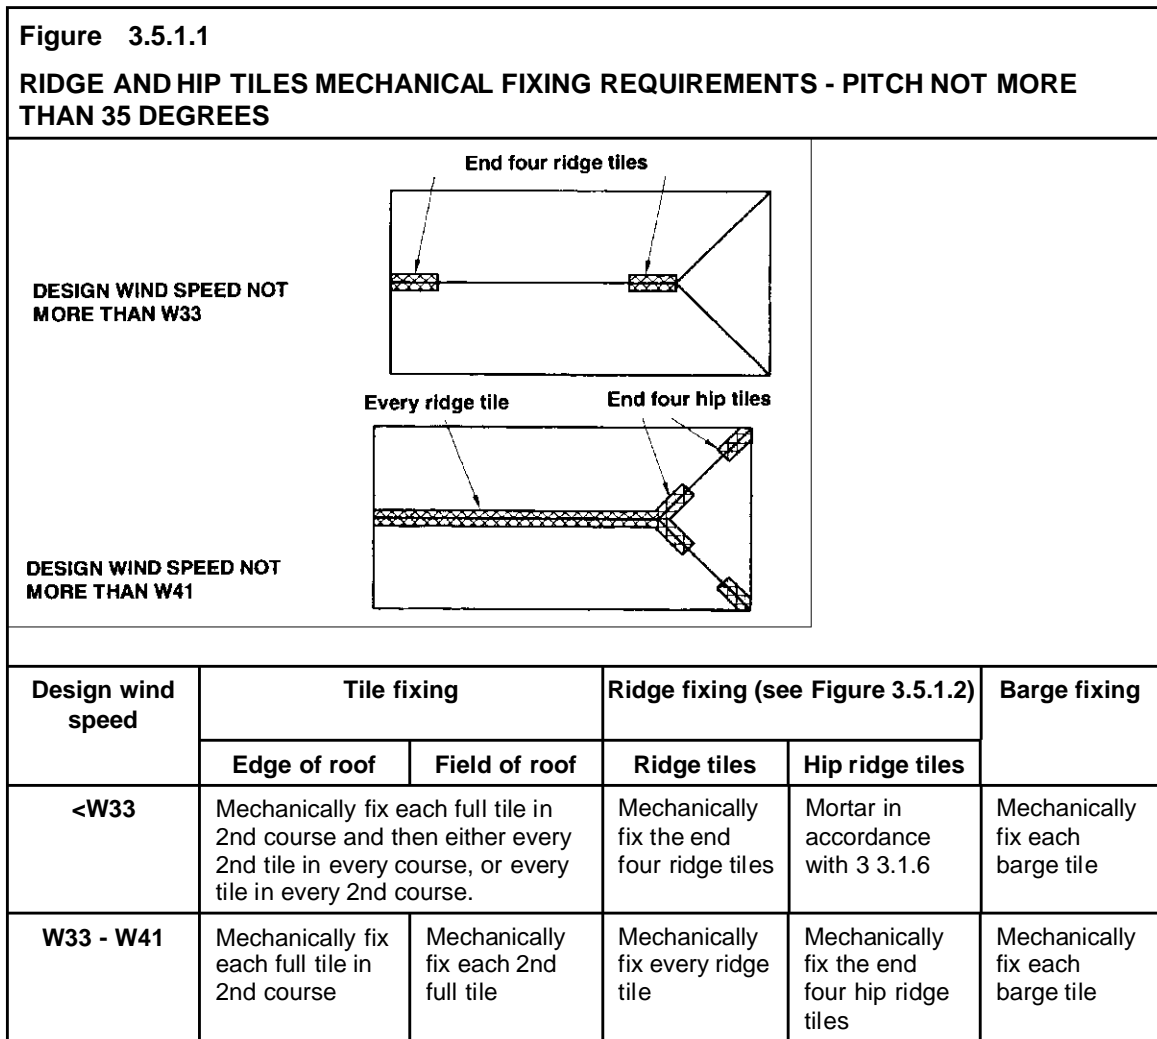 Figure 3.5.1.1
RIDGE AND HIP TILES MECHANICAL FIXING REQUIREMENTS - PITCH NOT MORE
THAN 35 DEGREES
End four ridge tiles
DESIGN WIND SPEED NOT
MORE THAN W33
Every ridge tile
End four hip tiles
DESIGN WIND SPEED NOT
MORE THAN W41
Design wind
speed
Tile fixing
Ridge fixing (see Figure 3.5.1.2)
Barge fixing
Edge of roof
Field of roof
Ridge tiles
Hip ridge tiles
<W33
Mechanically fix each full tile in
2nd course and then either every
2nd tile in every course, or every
tile in every 2nd course.
Mechanically
fix the end
four ridge tiles
Mortar in
accordance
with 3 3.1.6
Mechanically
fix each
barge tile
W33 - W41
Mechanically fix
each full tile in
2nd course
Mechanically
fix each 2nd
full tile
Mechanically
fix every ridge
tile
Mechanically
fix the end
four hip ridge
tiles
Mechanically
fix each
barge tile